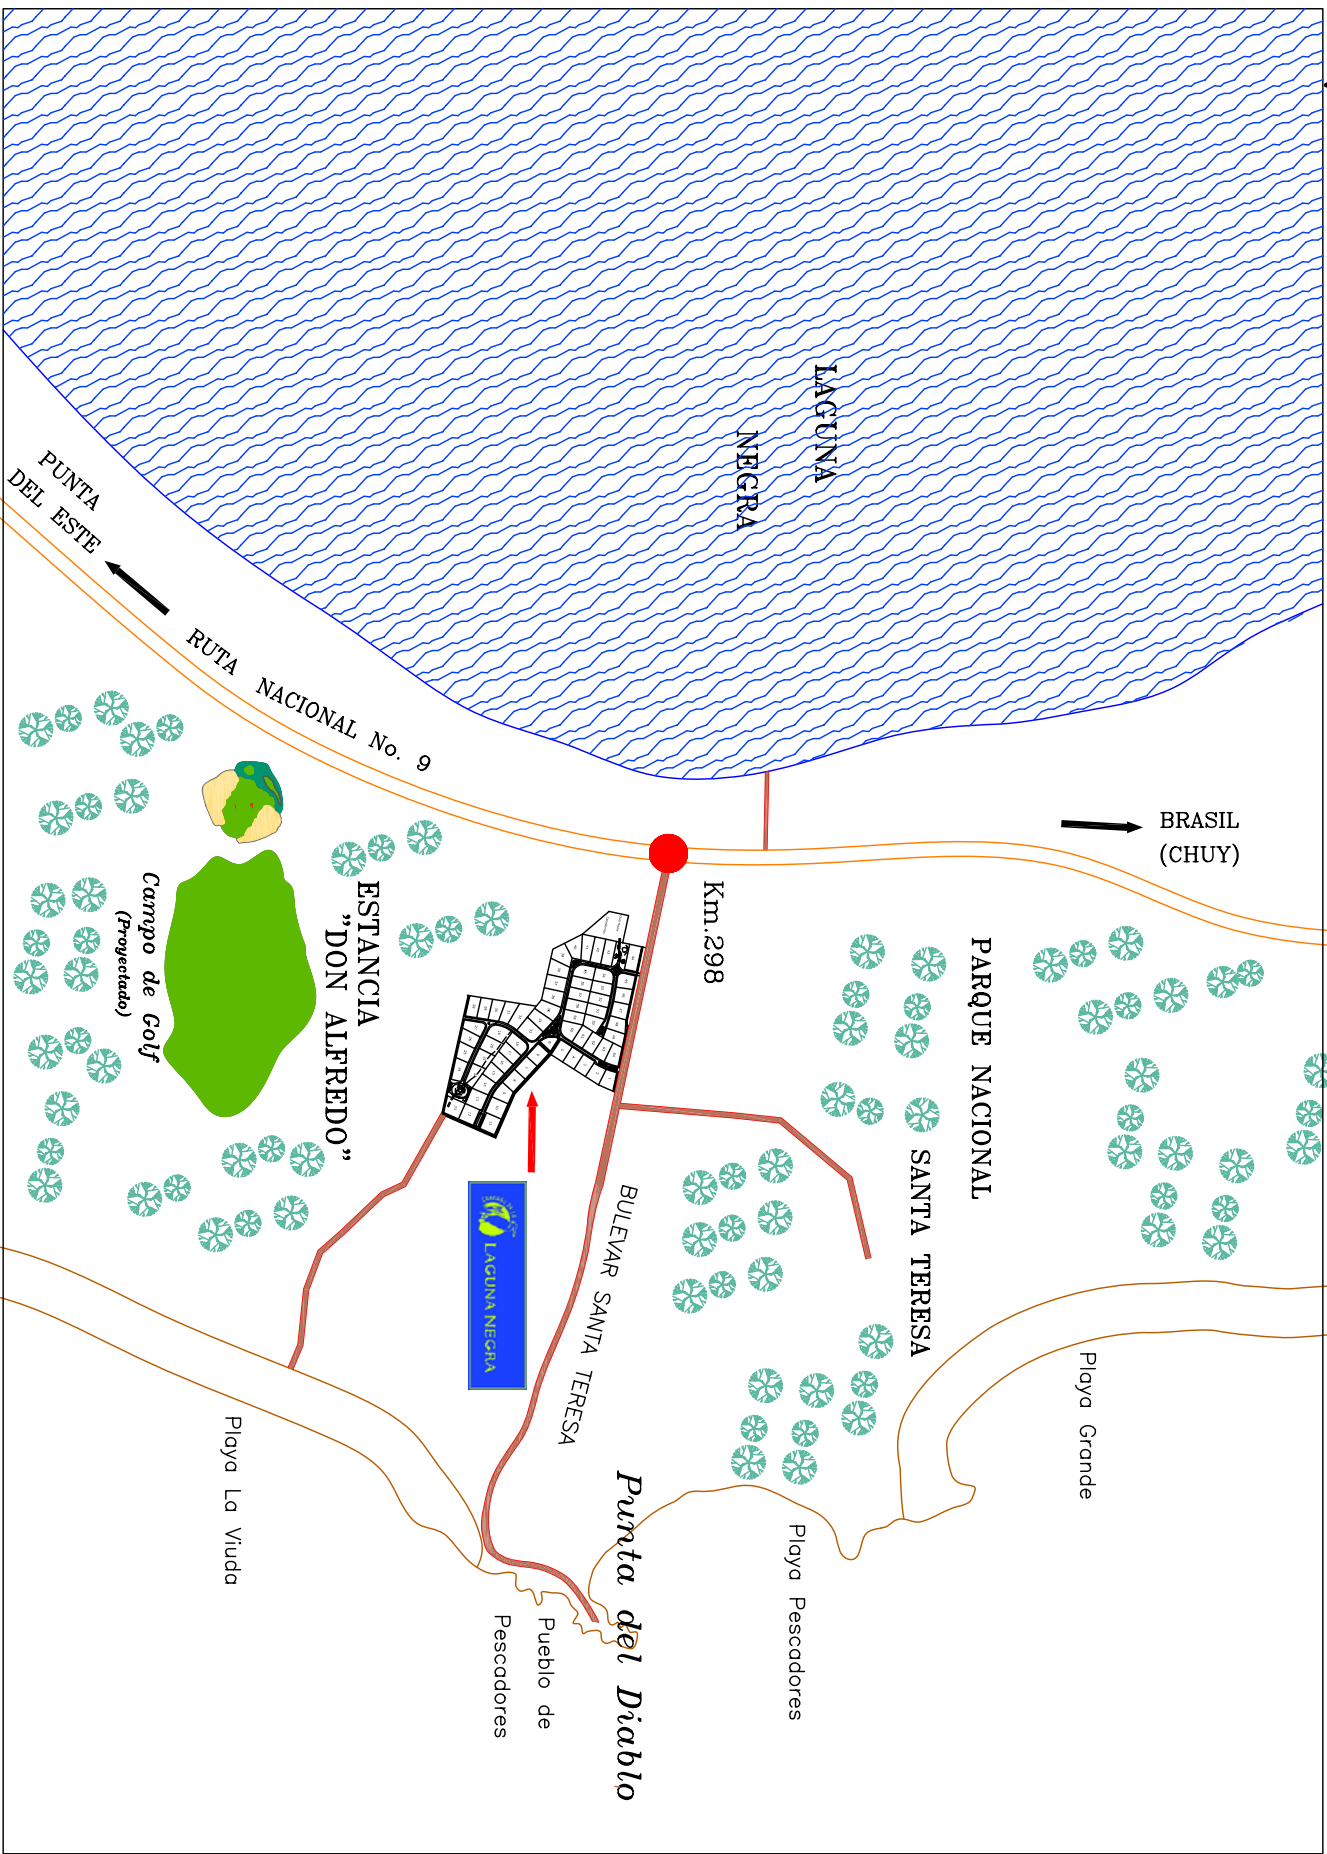 LAGUNA
NEGRA
PUNTA
DEL ESTE
RUTA NACIONAL No. 9
BRASIL
(CHUY)
Km.298
PARQUE NACIONAL
SANTA TERESA
ESTANCIA
"DON ALFREDO"
Campo de Golf
(Proyectado)
BULEVAR SANTA TERESA
LAGUNA NEGRA
Playa Grande
Playa Pescadores
Punta del Diablo
Pueblo de
Pescadores
Playa La Viuda